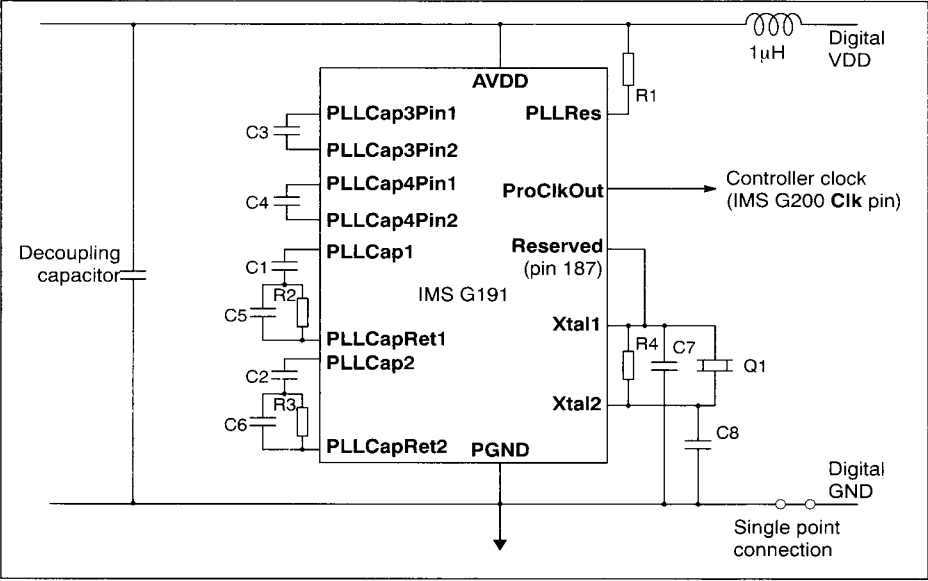 Digital
VDD
1µH
AVDD
R1
PLLCap3Pin1
PLLRes
C3
PLLCap3Pin2
PLLCap4Pin1
Controller clock
(IMS G200 Clk pin)
ProClkOut
C4
PLLCap4Pin2
Reserved
(pin 187)
PLLCap1
Decoupling
capacitor
C1
R2
IMS G191
C5
Xtal1
PLLCapRet1
R4
C7
PLLCap2
Q1
C2
R3
Xtal2
C6
C8
PLLCapRet2
PGND
Digital
GND
Single point
connection